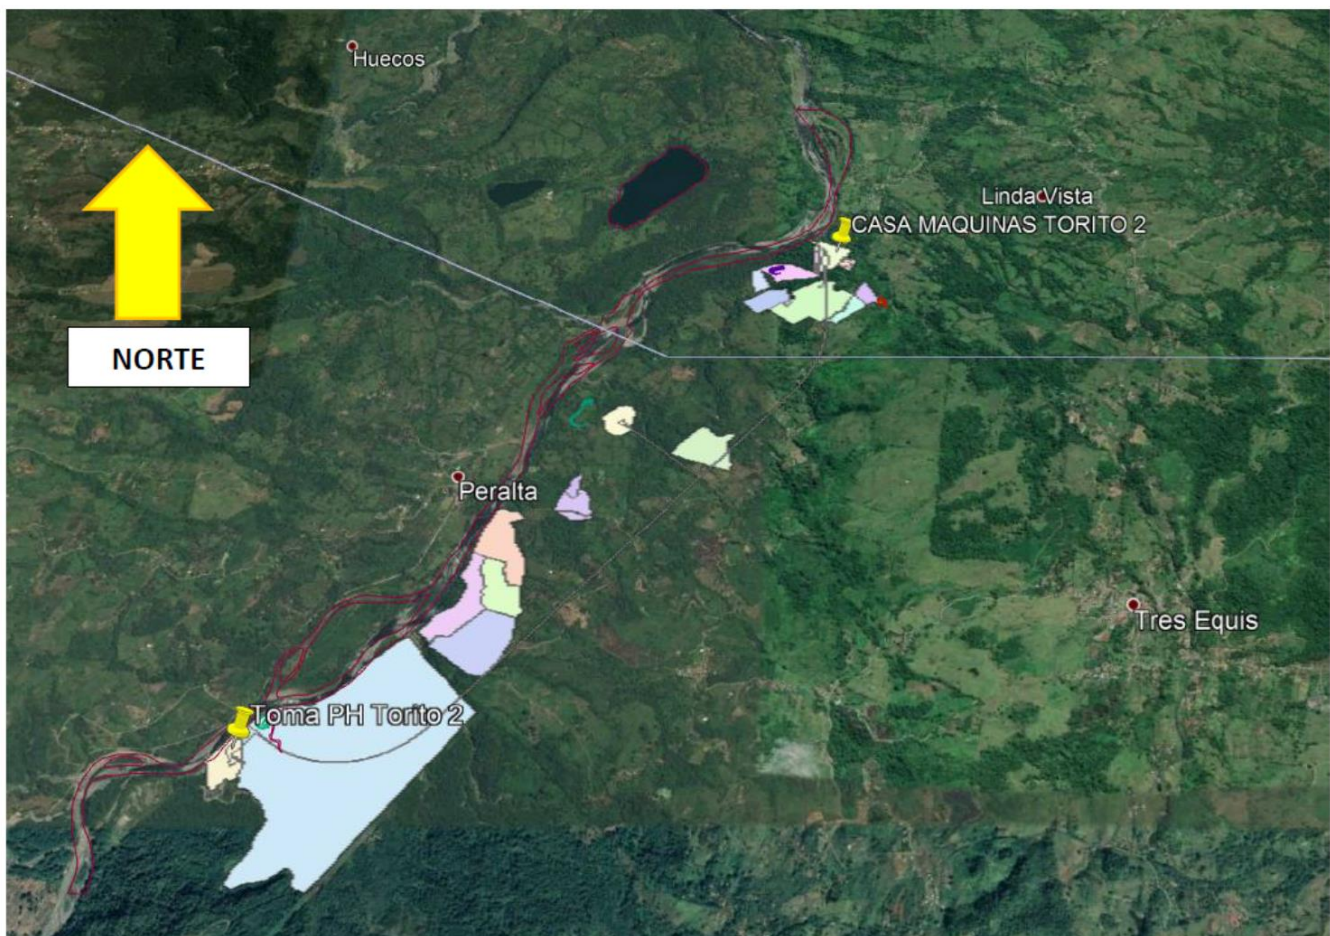 Huecos
Linda Vista
CASA MAQUINAS TORITO 2
NORTE
Peralta
Tres Equis
Toma PH Torito 2